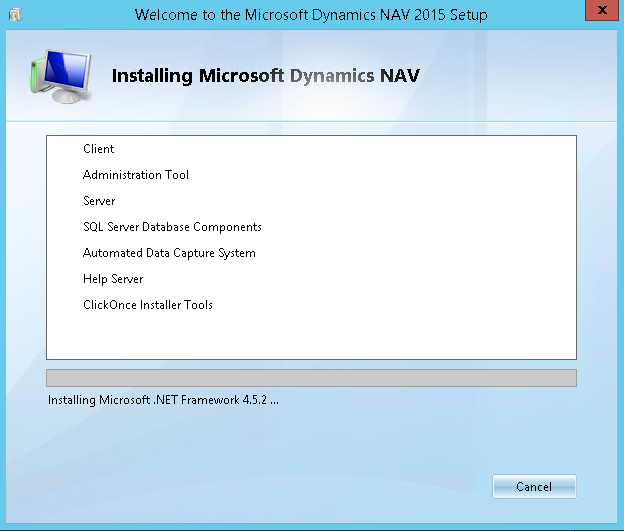 Welcome to the Microsoft Dynamics NAV 2015 Setup
x
Installing Microsoft Dynamics NAV
Client
Administration Tool
Server
SQL Server Database Components
Automated Data Capture System
Help Server
ClickOnce Installer Tools
Installing Microsoft .NET Framework 4.5.2 ...
Cancel